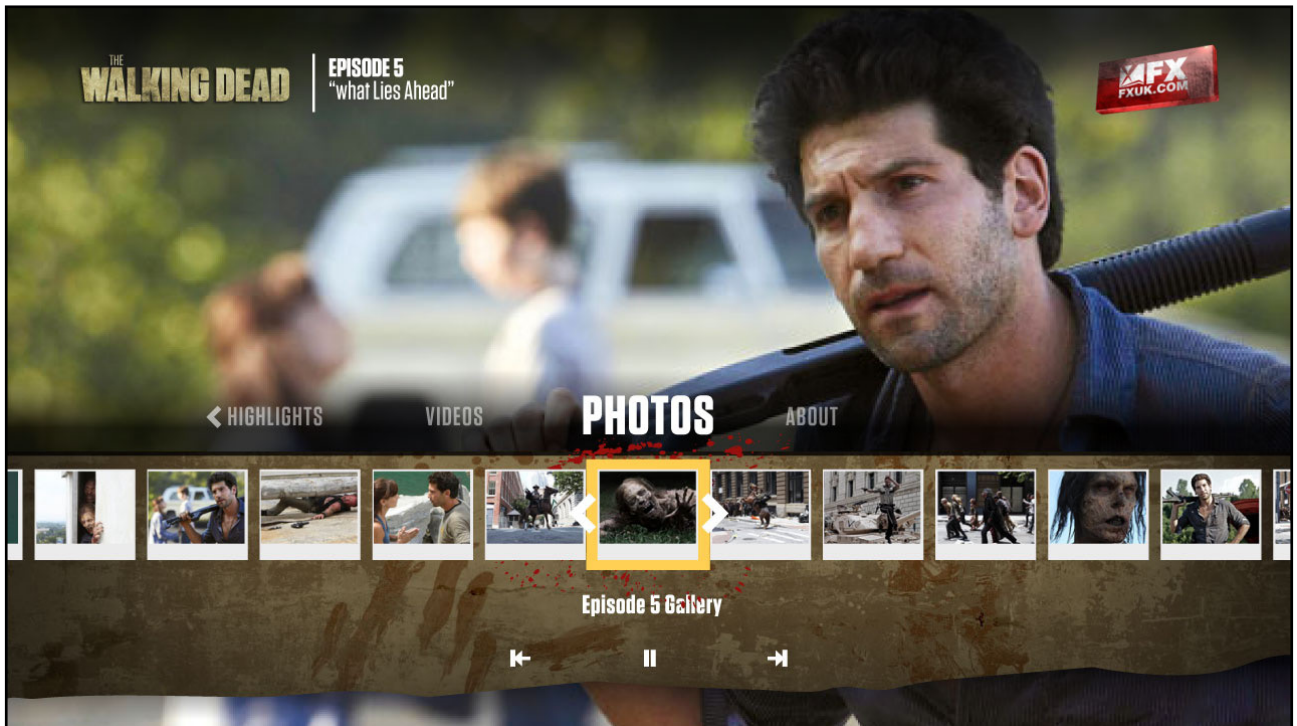 THE
WALKING DEAD
EPISODE 5
“what Lies Ahead”
FX
FXUK.COM
HIGHLIGHTS
VIDEOS
PHOTOS
ABOUT
Episode 5 Gallery